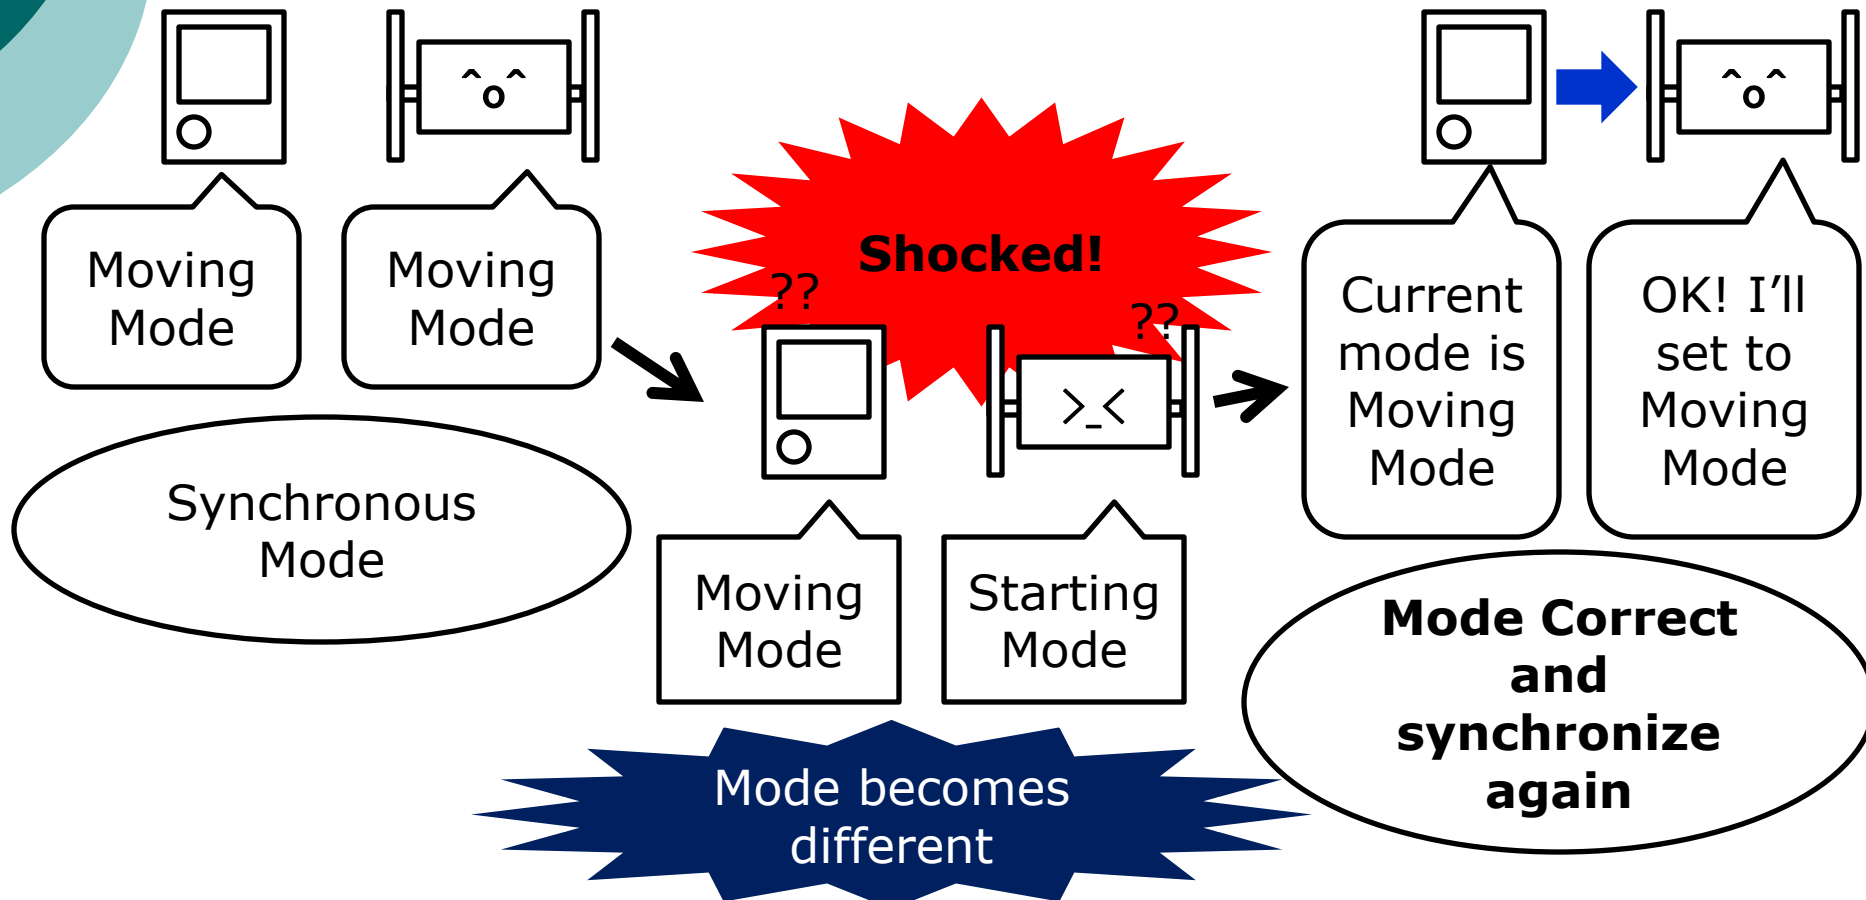 ^ ^
o
Moving
Mode
Moving
Mode
Synchronous
Mode
Shocked!
??
??
>_<
Moving
Mode
Starting
Mode
Mode becomes
different
^ ^
o
Current
mode is
Moving
Mode
OK! I’ll
set to
Moving
Mode
Mode Correct
and
synchronize
again